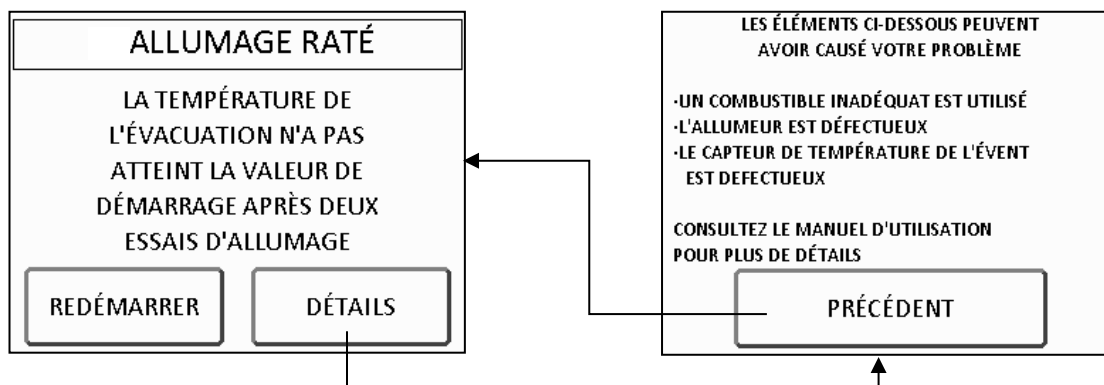 ALLUMAGE RATÉ
LA TEMPÉRATURE DE
L'ÉVACUATION N'A PAS
ATTEINT LA VALEUR DE
DÉMARRAGE APRÈS DEUX
ESSAIS D'ALLUMAGE
REDÉMARRER
DÉTAILS
LES ÉLÉMENTS CI-DESSOUS PEUVENT
AVOIR CAUSÉ VOTRE PROBLÈME
·UN COMBUSTIBLE INADÉQUAT EST UTILISÉ
·L'ALLUMEUR EST DÉFECTUEUX
·LE CAPTEUR DE TEMPÉRATURE DE L'ÉVENT
EST DEFECTUEUX
CONSULTEZ LE MANUEL D'UTILISATION
POUR PLUS DE DÉTAILS
PRÉCÉDENT